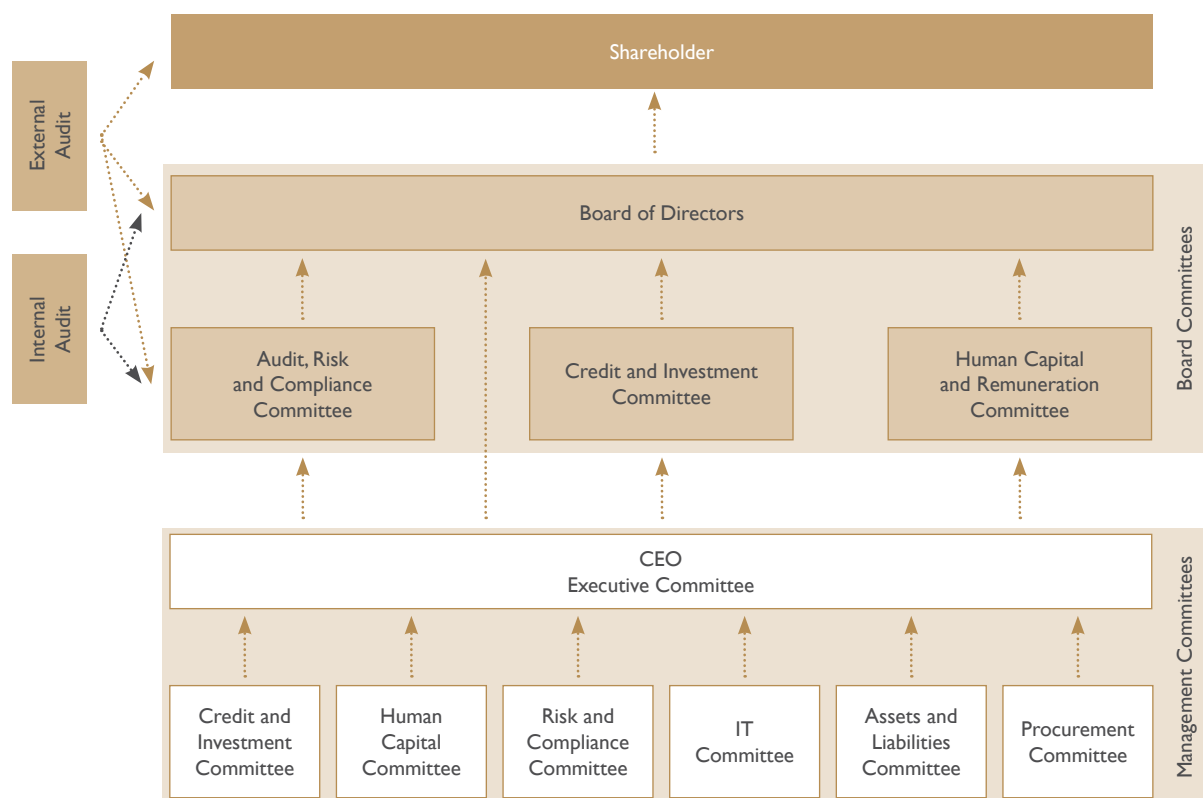 Shareholder
External
Audit
Board of Directors
Internal
Audit
Audit, Risk
and Compliance
Committee
Credit and Investment
Committee
Human Capital
and Remuneration
Committee
Board Committees
CEO
Executive Committee
Credit and
Investment
Committee
Human
Capital
Committee
Risk and
Compliance
Committee
IT
Committee
Assets and
Liabilities
Committee
Procurement
Committee
Management Committees